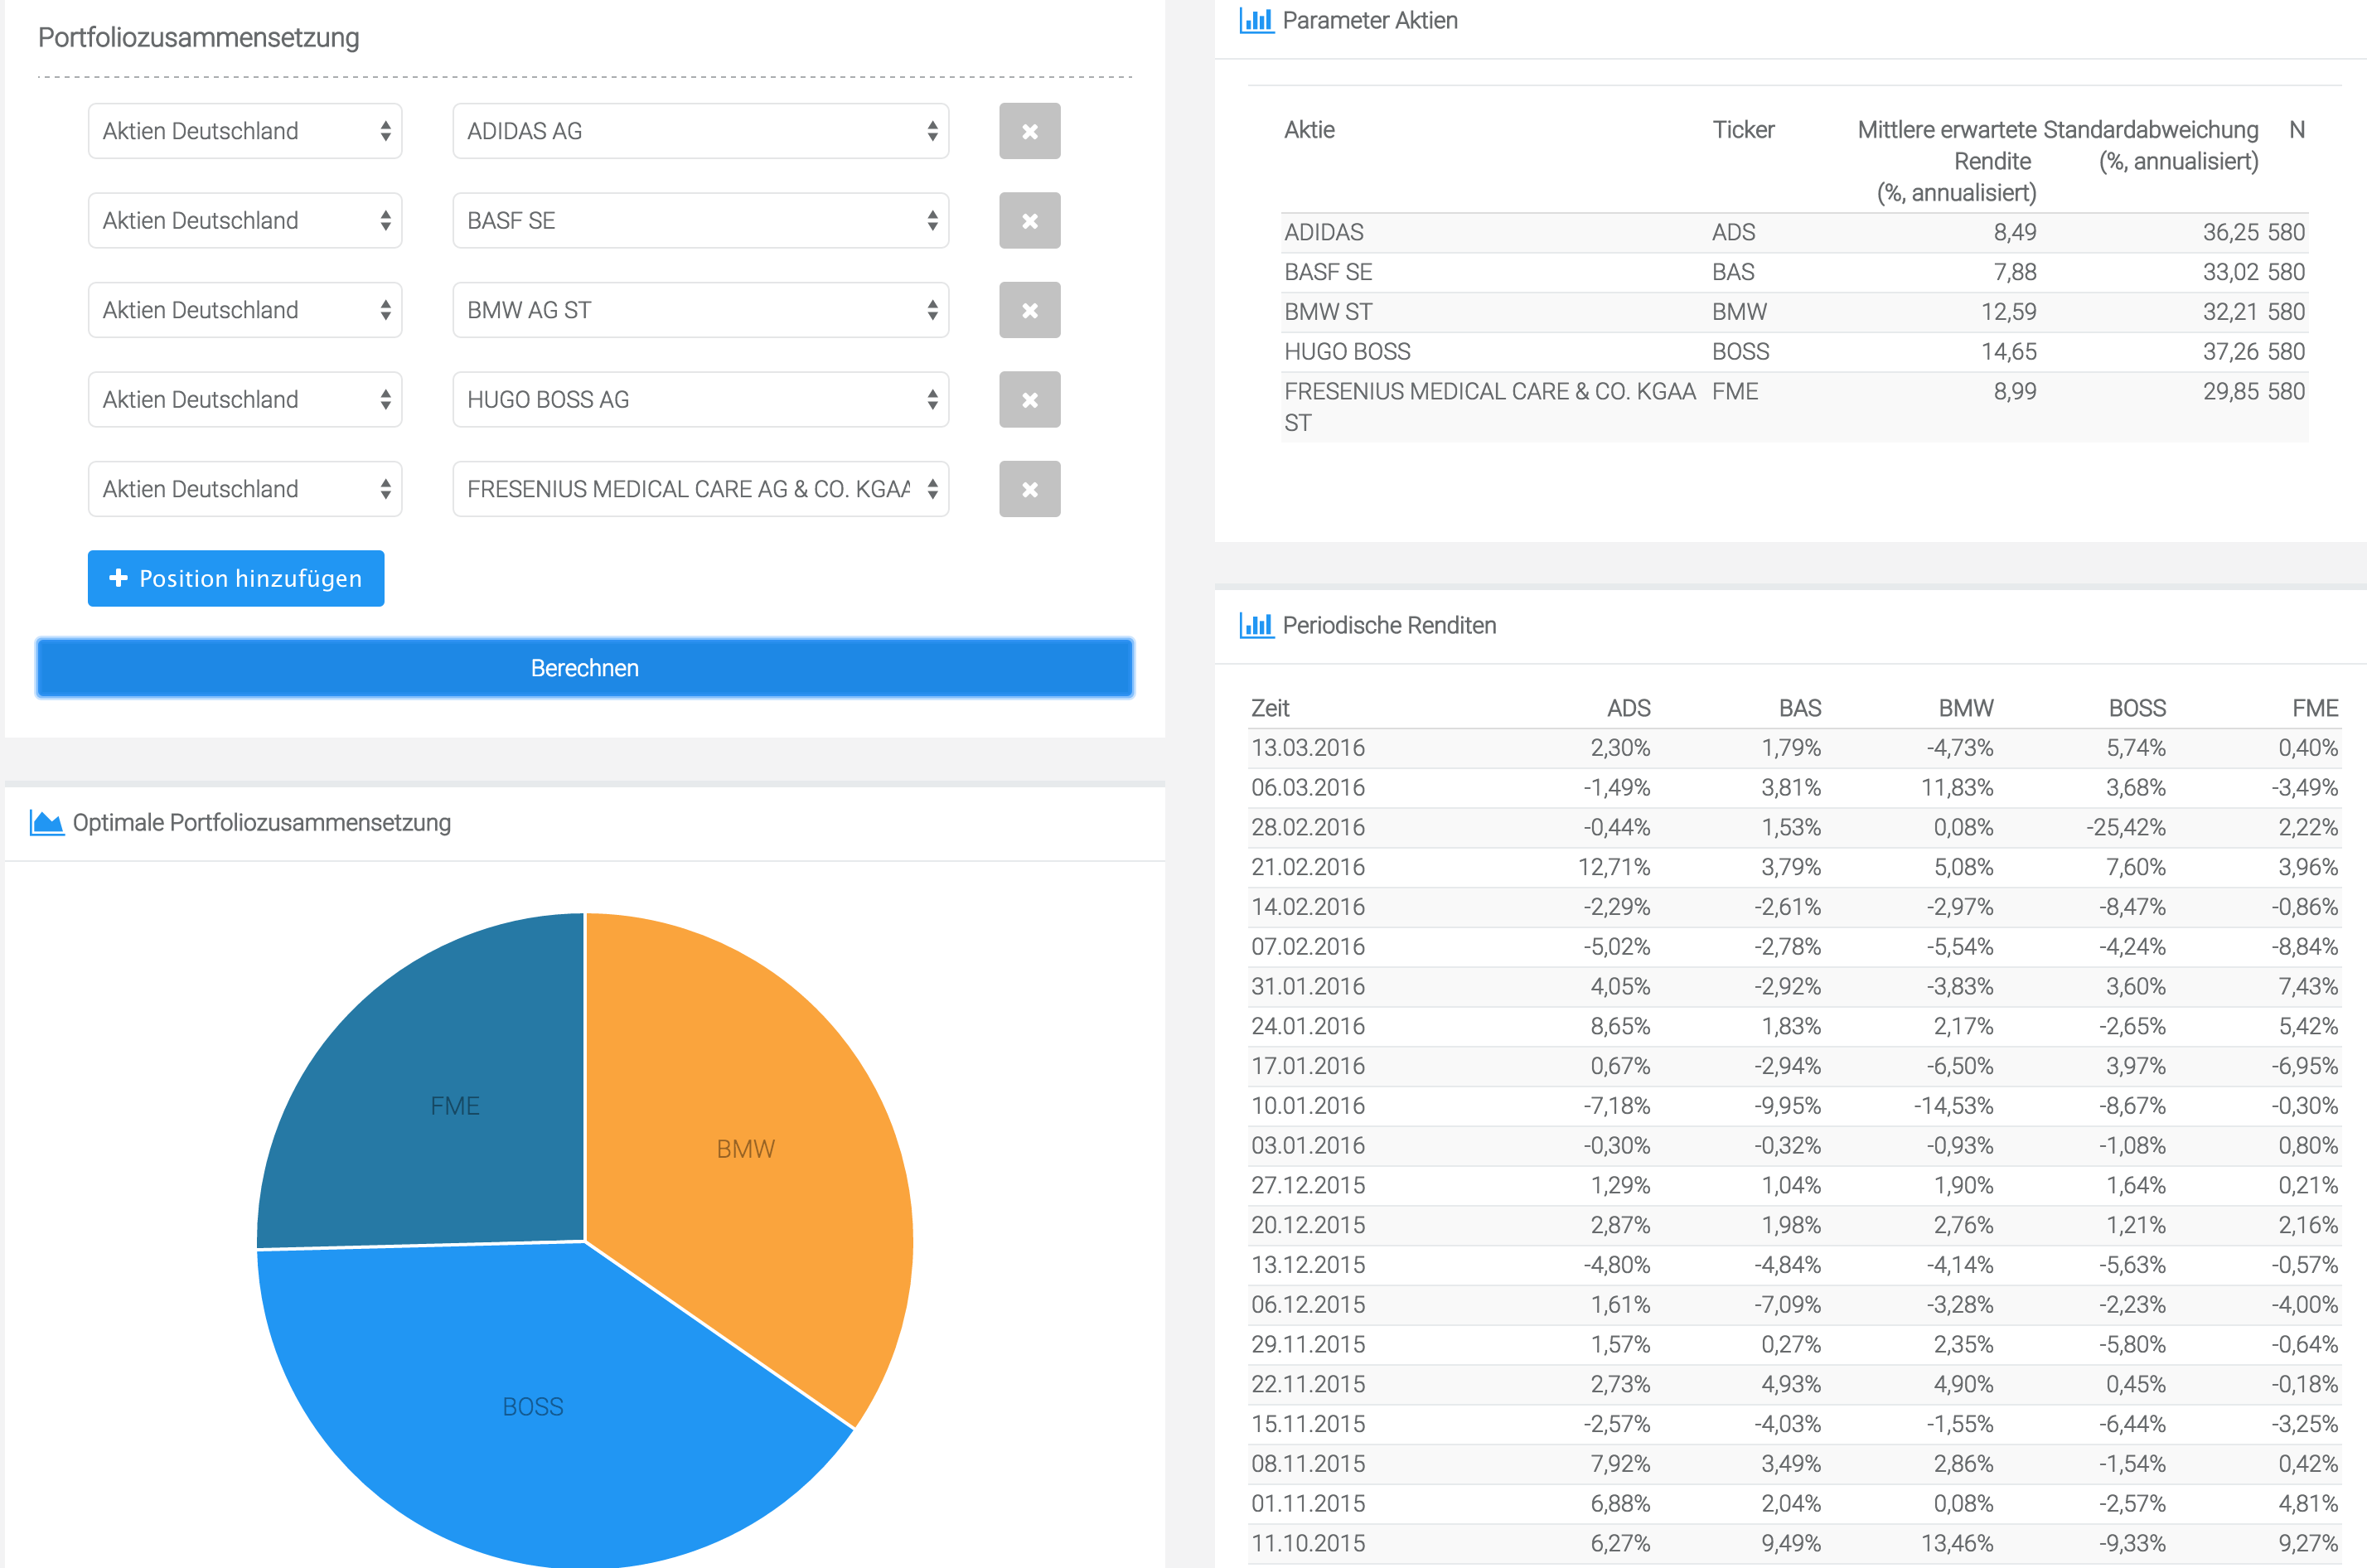 Portfoliozusammensetzung
Aktien Deutschland ADIDAS AG
Aktien Deutschland BASF SE
Aktien Deutschland BMW AG ST
Aktien Deutschland HUGO BOSS AG
Aktien Deutschland FRESENIUS MEDICAL CARE AG & CO. KGAA
Position hinzufügen
Berechnen
Optimale Portfoliozusammensetzung
FME
BMW
BOSS
Parameter Aktien
Aktie Ticker Mittlere erwartete Standardabweichung N
Rendite (%, annualisiert)
(%, annualisiert)
ADIDAS ADS 8,49 36,25 580
BASF SE BAS 7,88 33,02 580
BMW ST BMW 12,59 32,21 580
HUGO BOSS BOSS 14,65 37,26 580
FRESENIUS MEDICAL CARE & CO. KGAA FME 8,99 29,85 580
ST
Periodische Renditen
Zeit ADS BAS BMW BOSS FME
13.03.2016 2,30% 1,79% -4,73% 5,74% 0,40%
06.03.2016 -1,49% 3,81% 11,83% 3,68% -3,49%
28.02.2016 -0,44% 1,53% 0,08% -25,42% 2,22%
21.02.2016 12,71% 3,79% 5,08% 7,60% 3,96%
14.02.2016 -2,29% -2,61% -2,97% -8,47% -0,86%
07.02.2016 -5,02% -2,78% -5,54% -4,24% -8,84%
31.01.2016 4,05% -2,92% -3,83% 3,60% 7,43%
24.01.2016 8,65% 1,83% 2,17% -2,65% 5,42%
17.01.2016 0,67% -2,94% -6,50% 3,97% -6,95%
10.01.2016 -7,18% -9,95% -14,53% -8,67% -0,30%
03.01.2016 -0,30% -0,32% -0,93% -1,08% 0,80%
27.12.2015 1,29% 1,04% 1,90% 1,64% 0,21%
20.12.2015 2,87% 1,98% 2,76% 1,21% 2,16%
13.12.2015 -4,80% -4,84% -4,14% -5,63% -0,57%
06.12.2015 1,61% -7,09% -3,28% -2,23% -4,00%
29.11.2015 1,57% 0,27% 2,35% -5,80% -0,64%
22.11.2015 2,73% 4,93% 4,90% 0,45% -0,18%
15.11.2015 -2,57% -4,03% -1,55% -6,44% -3,25%
08.11.2015 7,92% 3,49% 2,86% -1,54% 0,42%
01.11.2015 6,88% 2,04% 0,08% -2,57% 4,81%
11.10.2015 6,27% 9,49% 13,46% -9,33% 9,27%